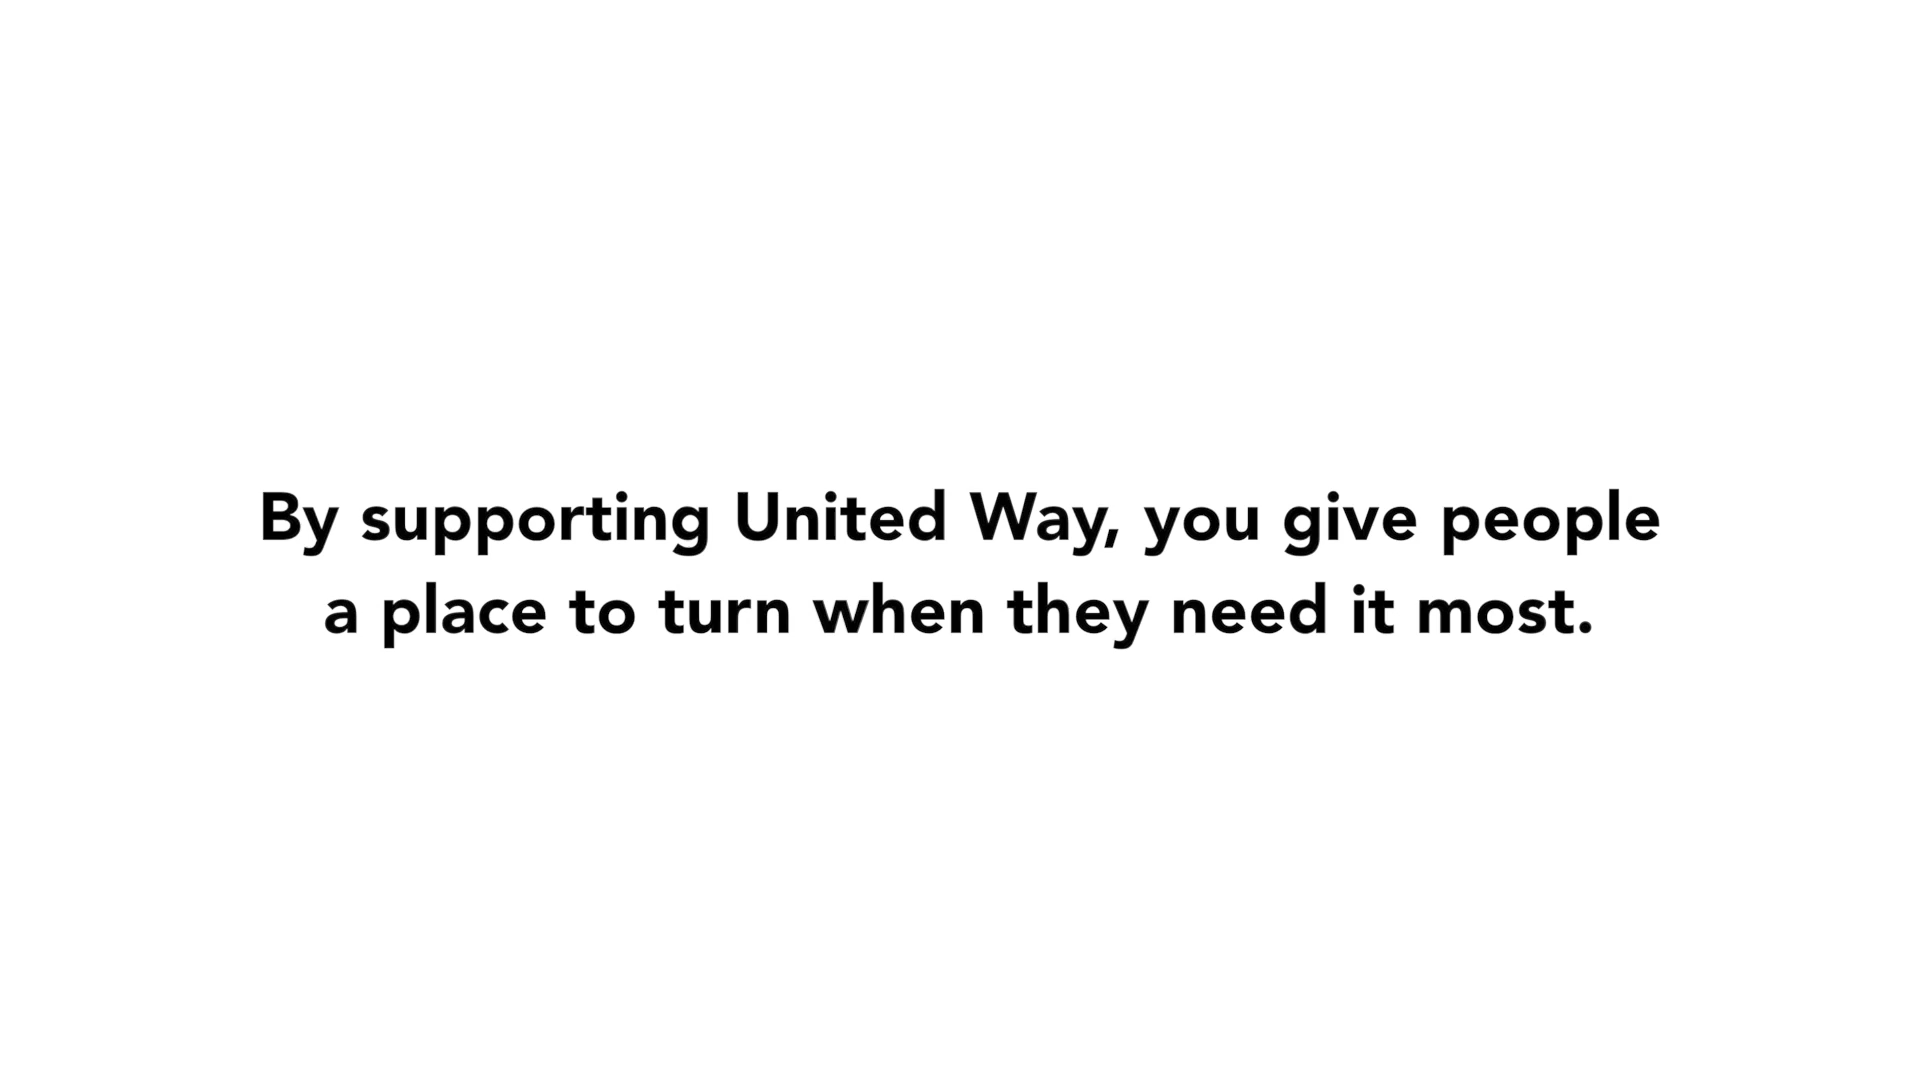 By supporting United Way, you give people
a place to turn when they need it most.